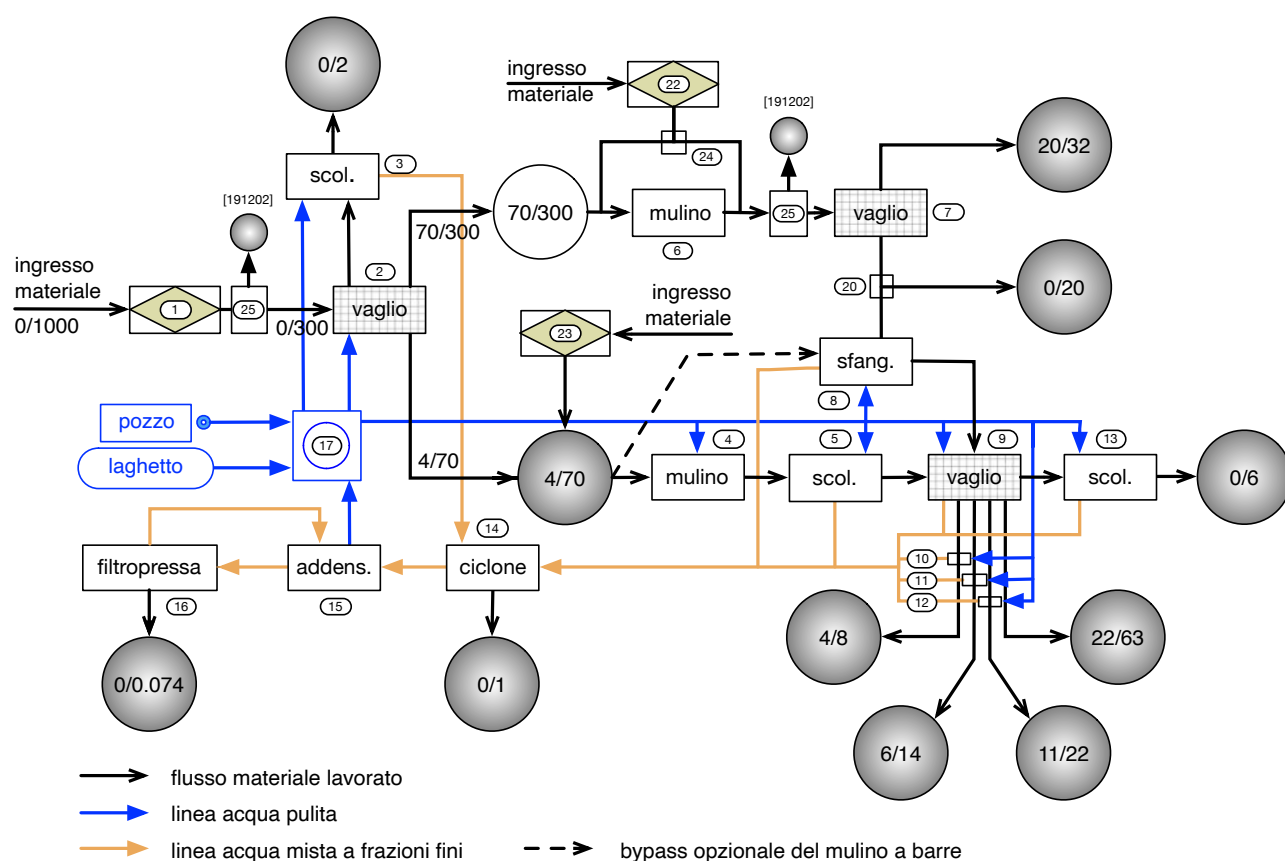 0/2
ingresso
materiale
22
[191202]
20/32
3
scol.
24
[191202]
70/300
mulino
25
vaglio
7
70/300
6
ingresso
materiale
0/1000
1
25
0/300
2
vaglio
ingresso
materiale
23
20
0/20
sfang.
8
pozzo
laghetto
17
4/70
4/70
4
mulino
5
scol.
9
vaglio
13
scol.
0/6
filtropressa
16
addens.
15
14
ciclone
10
11
12
4/8
22/63
0/0.074
0/1
6/14
11/22
flusso materiale lavorato
linea acqua pulita
linea acqua mista a frazioni fini
bypass opzionale del mulino a barre